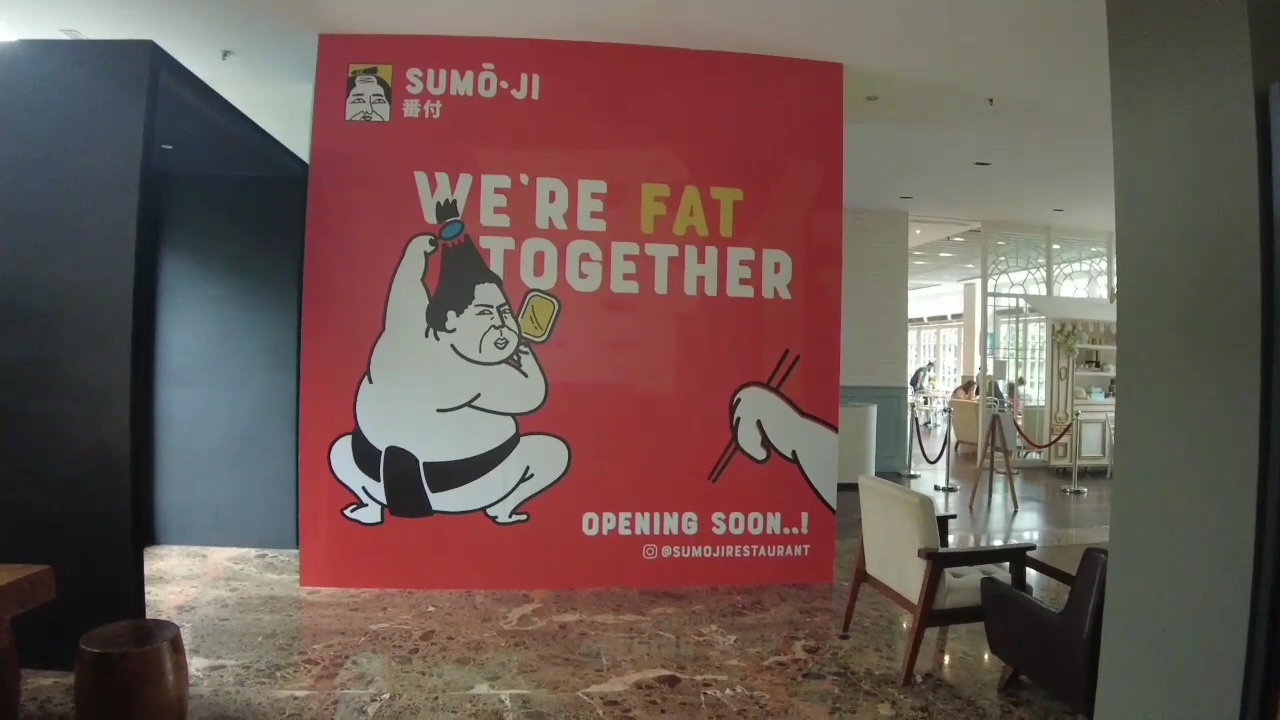 SUMŌ·JI
番付
WE'RE FAT
TOGETHER
OPENING SOON..!
@SUMOJIRESTAURANT